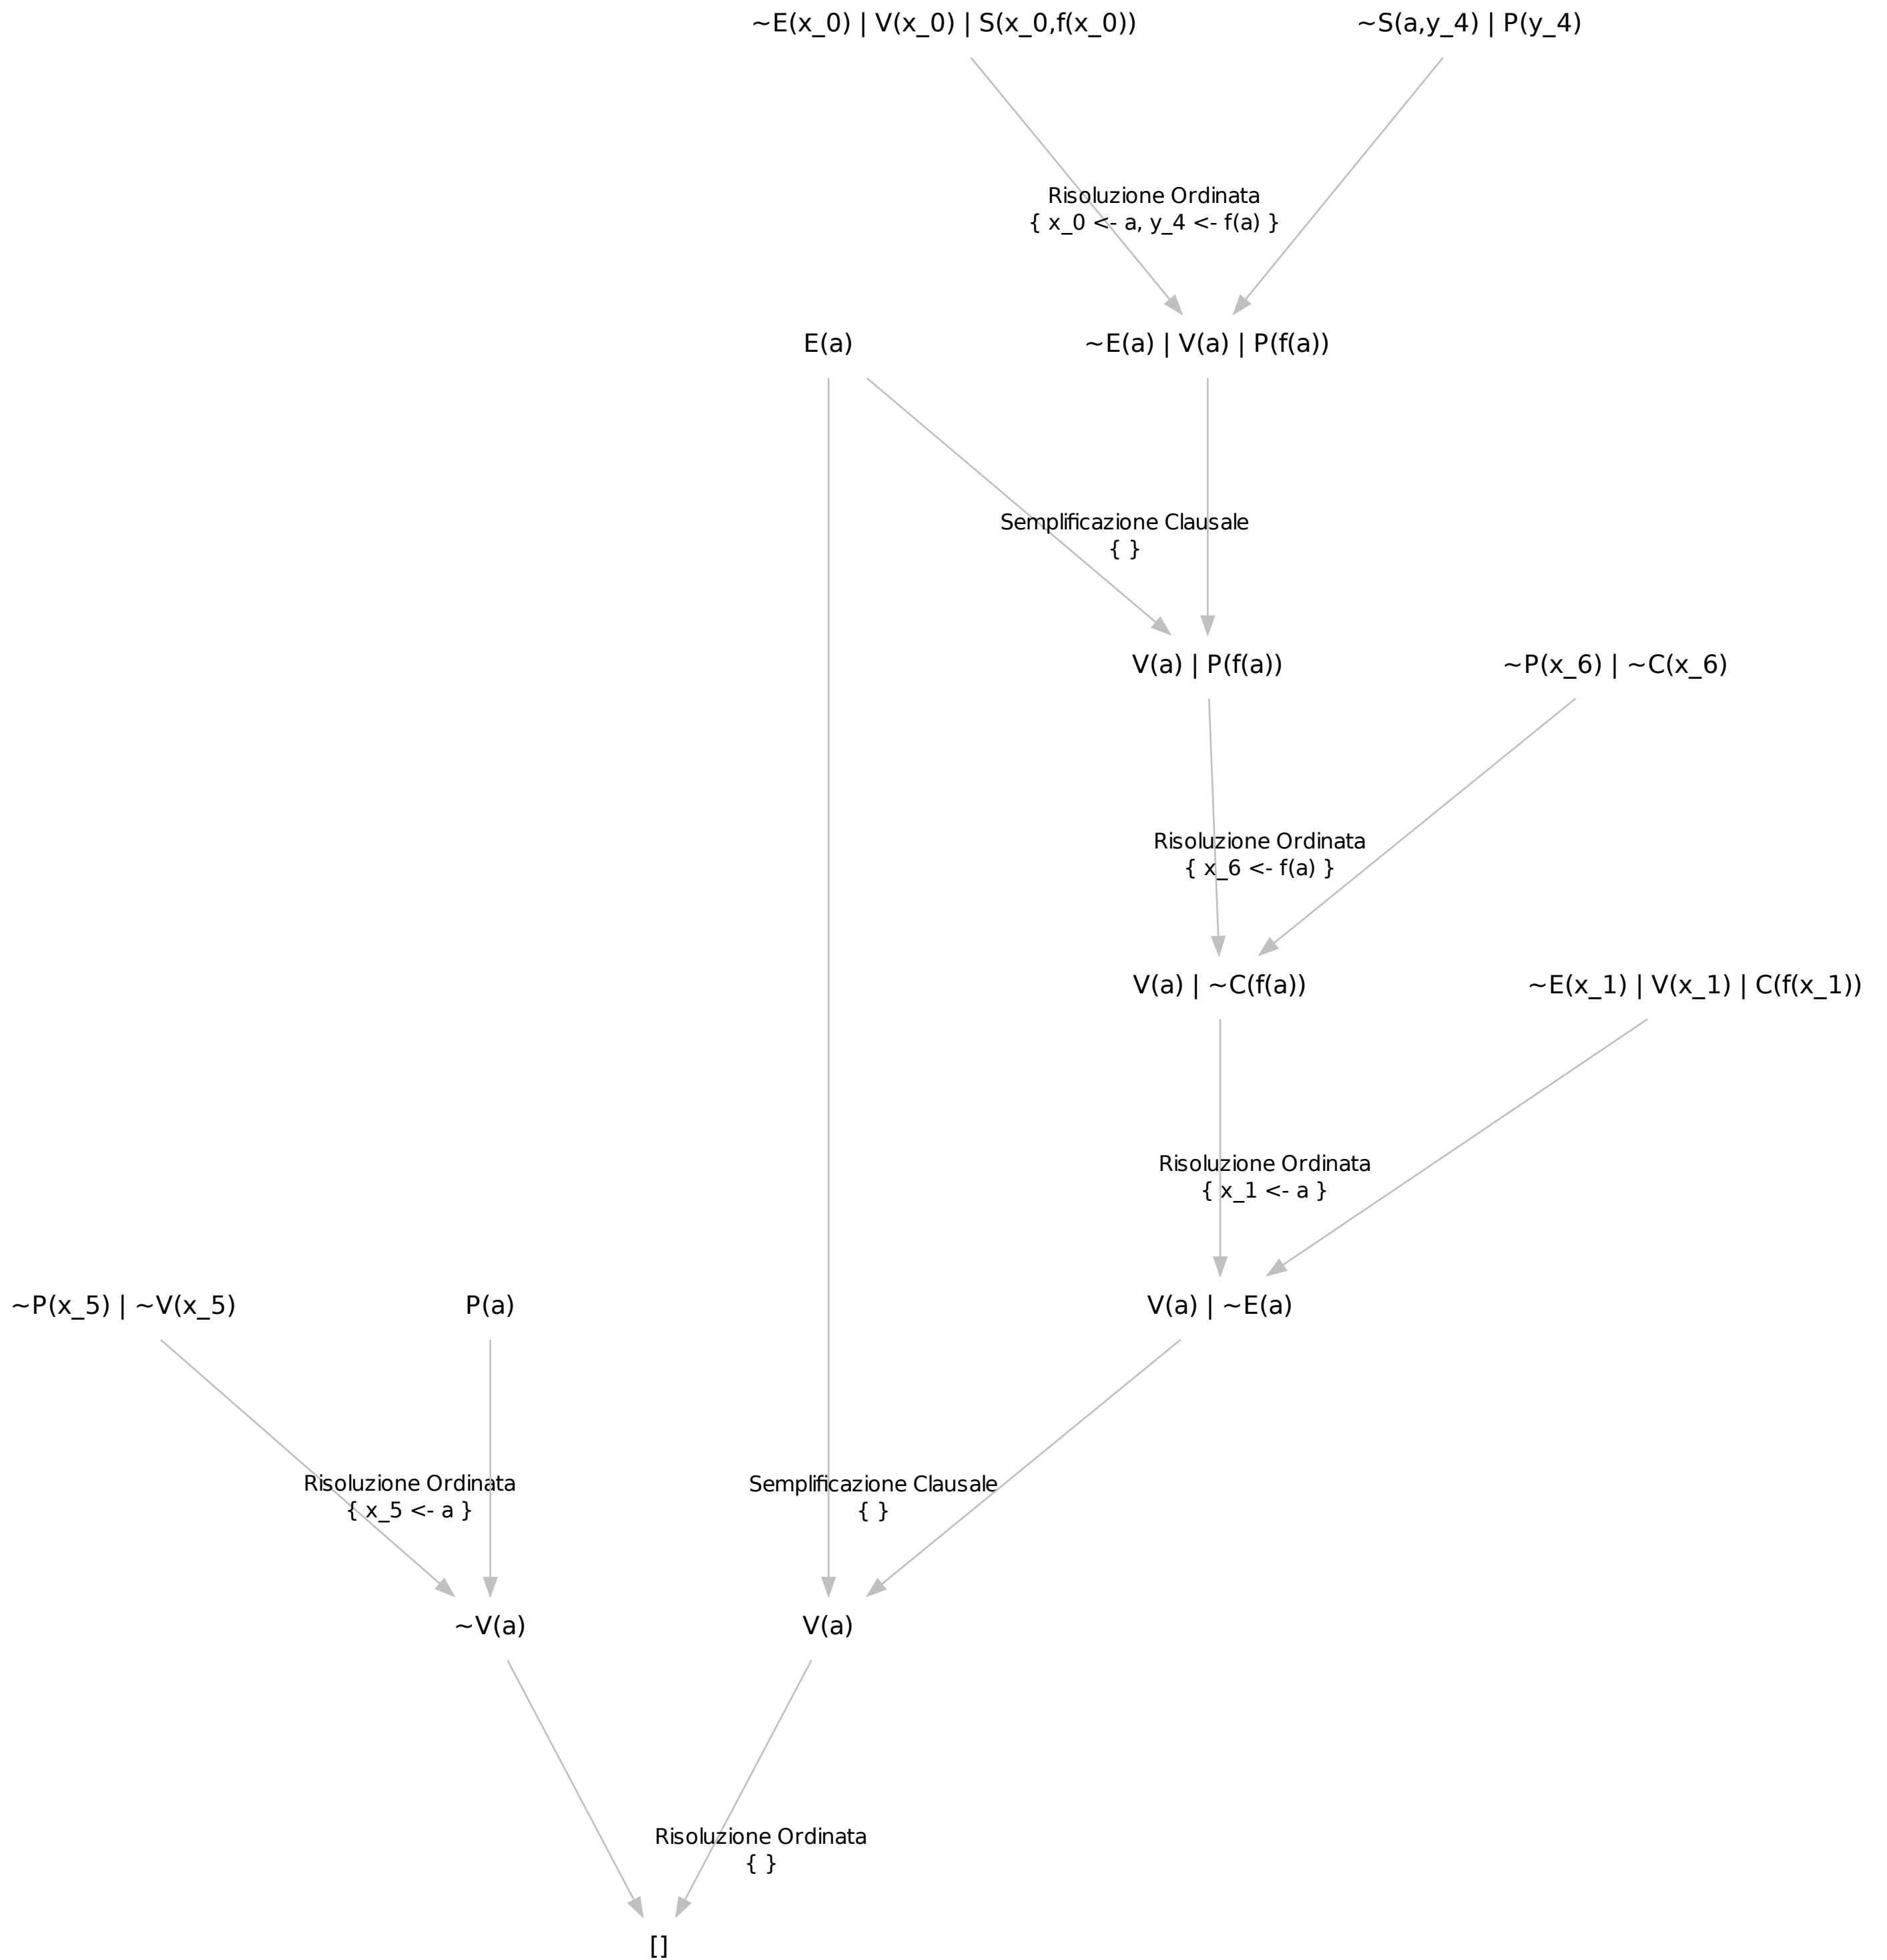 ~E(x_0) | V(x_0) | S(x_0,f(x_0))
~S(a,y_4) | P(y_4)
Risoluzione Ordinata
{ x_0 <- a, y_4 <- f(a) }
E(a)
~E(a) | V(a) | P(f(a))
Semplificazione Clausale
{ }
V(a) | P(f(a))
~P(x_6) | ~C(x_6)
Risoluzione Ordinata
{ x_6 <- f(a) }
V(a) | ~C(f(a))
~E(x_1) | V(x_1) | C(f(x_1))
Risoluzione Ordinata
{ x_1 <- a }
~P(x_5) | ~V(x_5)
P(a)
V(a) | ~E(a)
Risoluzione Ordinata
{ x_5 <- a }
Semplificazione Clausale
{ }
~V(a)
V(a)
Risoluzione Ordinata
{ }
[]